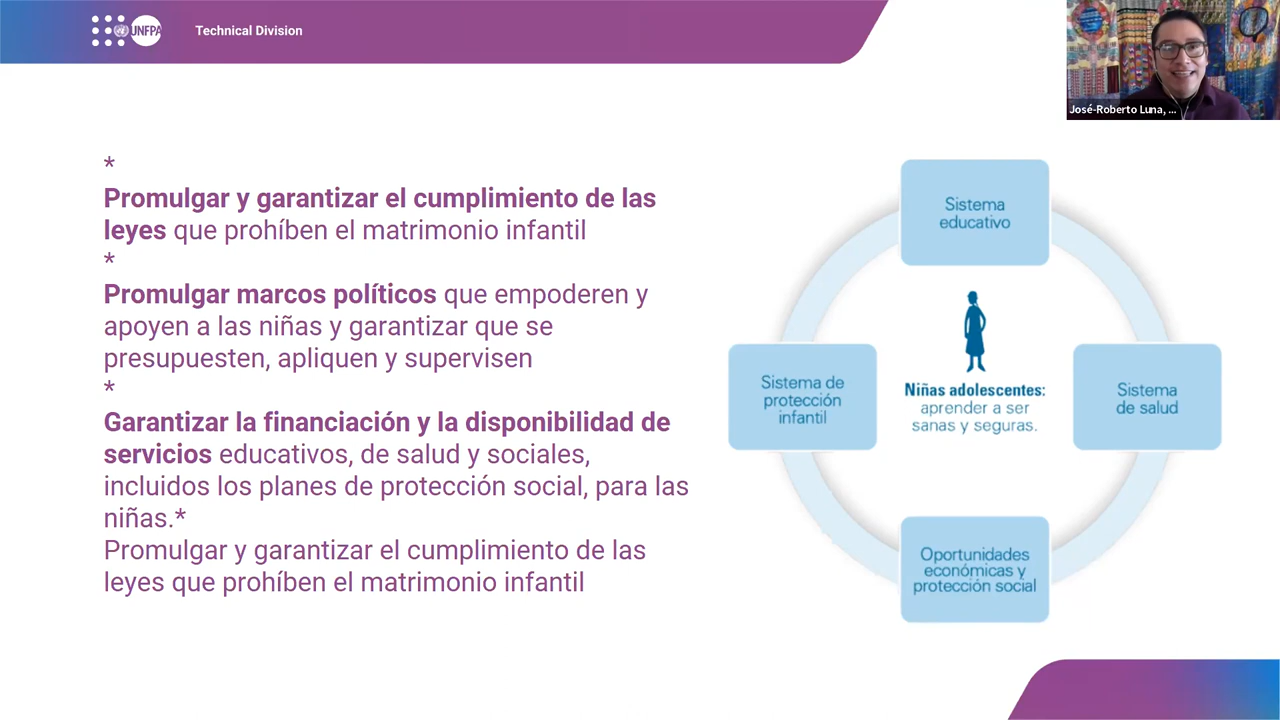 UNFPA
Technical Division
José-Roberto Luna, ...
*
Promulgar y garantizar el cumplimiento de las
leyes que prohíben el matrimonio infantil
*
Promulgar marcos políticos que empoderen y
apoyen a las niñas y garantizar que se
presupuesten, apliquen y supervisen
*
Garantizar la financiación y la disponibilidad de
servicios educativos, de salud y sociales,
incluidos los planes de protección social, para las
niñas.*
Promulgar y garantizar el cumplimiento de las
leyes que prohíben el matrimonio infantil
Sistema
educativo
Sistema de
protección
infantil
Niñas adolescentes:
aprender a ser
sanas y seguras.
Sistema
de salud
Oportunidades
económicas y
protección social